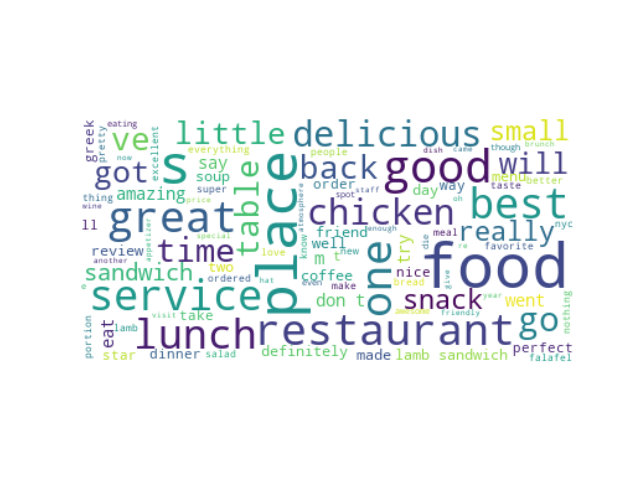 greek
pretty
eating
now
ve
excellent
little
delicious
small
got
s
say
soup
everything
place
people
back
good
dish
came
though
brunch
will
menu
taste
better
thing
wine
amazing
super
price
table
know
atmosphere
order
spot
staff
day
way
oh
best
ll
great
appetizer
special
chicken
friend
well
enough
really
nyc
review
another
time
love
m
t
new
try
die
meal
re
favorite
sandwich
two
ordered
hat
coffee
even
make
one
nice
bread
food
give
e
service
don t
snack
year
went
nothing
portion
eat
lamb
visit
take
awesome
friendly
go
lunch
restaurant
star
dinner
salad
definitely
made
lamb sandwich
perfect
falafel